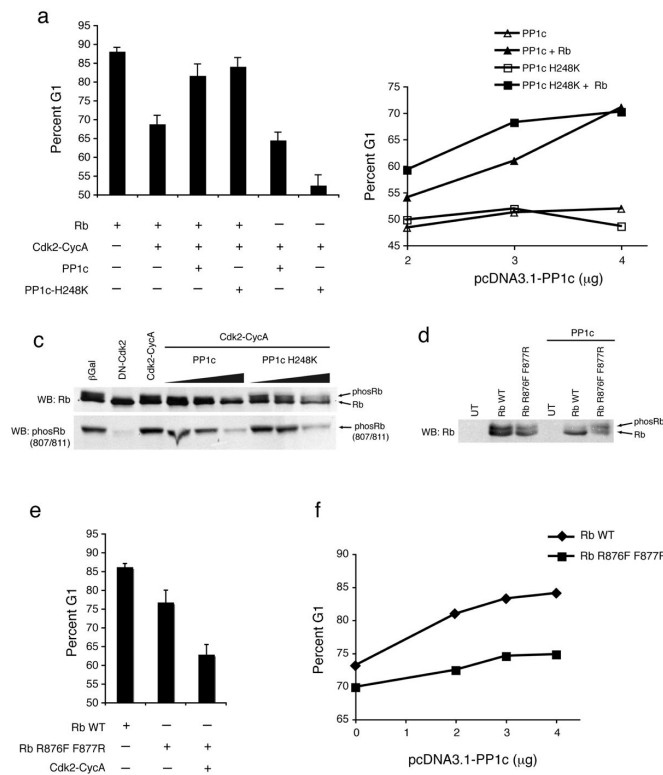 a
Percent G1
95
90
85
80
75
70
65
60
55
50
Rb + + + + – –
Cdk2-CycA – + + + + +
PP1c – – + – + –
PP1c-H248K – – – + – +
PP1c
PP1c + Rb
PP1c H248K
PP1c H248K + Rb
Percent G1
75
70
65
60
55
50
45
2 3 4
pcDNA3.1-PP1c (μg)
c
βGal
DN-Cdk2
Cdk2-CycA
Cdk2-CycA
PP1c PP1c H248K
WB: Rb
phosRb
Rb
WB: phosRb
(807/811)
phosRb
(807/811)
d
PP1c
UT
Rb WT
Rb R876F F877R
UT
Rb WT
Rb R876F F877R
WB: Rb
phosRb
Rb
e
Percent G1
95
90
85
80
75
70
65
60
55
50
Rb WT + – –
Rb R876F F877R – + +
Cdk2-CycA – – +
f
Rb WT
Rb R876F F877R
Percent G1
90
85
80
75
70
65
0 1 2 3 4
pcDNA3.1-PP1c (μg)